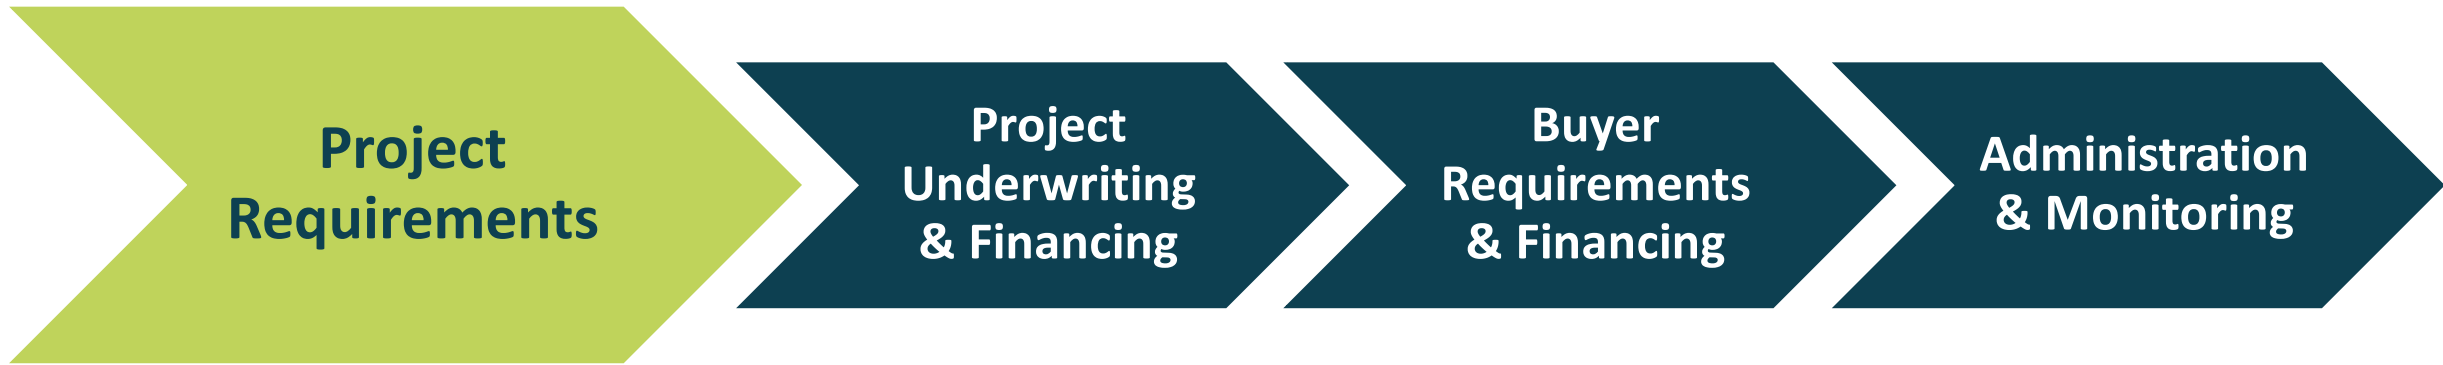 Project
Requirements
Project
Underwriting
& Financing
Buyer
Requirements
& Financing
Administration
& Monitoring